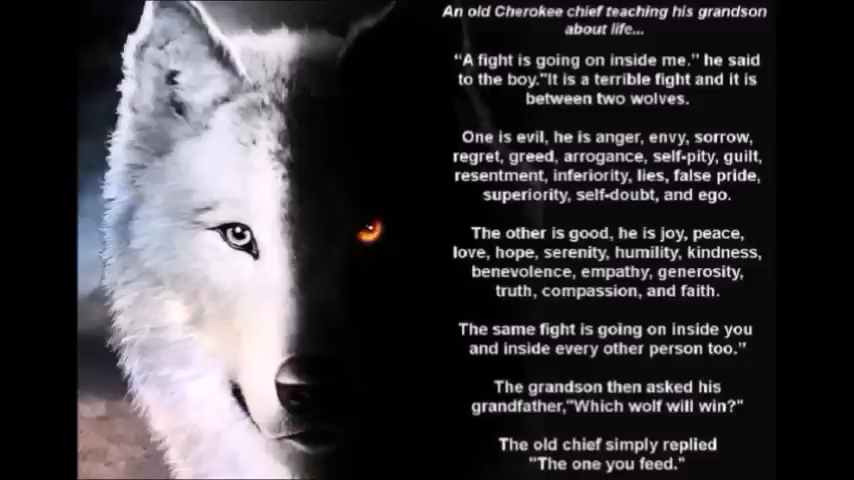 An old Cherokee chief teaching his grandson
about life...
"A fight is going on inside me." he said
to the boy."It is a terrible fight and it is
between two wolves.
One is evil, he is anger, envy, sorrow,
regret, greed, arrogance, self-pity, guilt,
resentment, inferiority, lies, false pride,
superiority, self-doubt, and ego.
The other is good, he is joy, peace,
love, hope, serenity, humility, kindness,
benevolence, empathy, generosity,
truth, compassion, and faith.
The same fight is going on inside you
and inside every other person too."
The grandson then asked his
grandfather,"Which wolf will win?"
The old chief simply replied
"The one you feed."